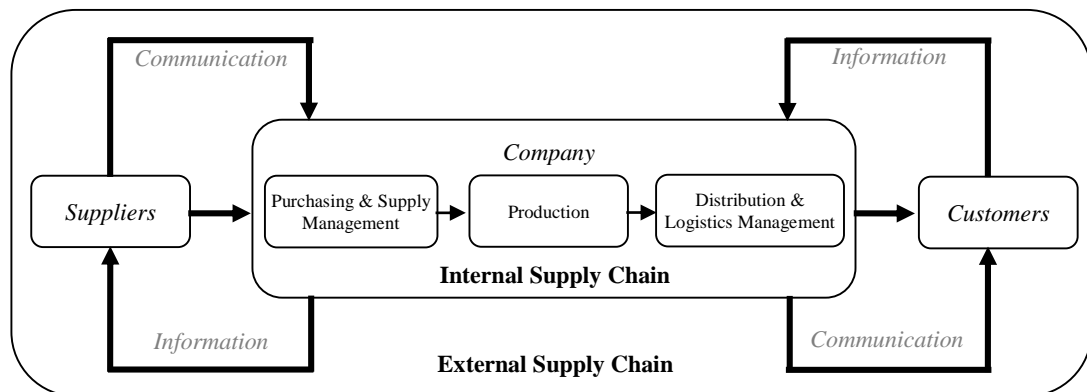 Communication
Information
Company
Suppliers
Purchasing & Supply
Management
Production
Distribution &
Logistics Management
Customers
Internal Supply Chain
Information
Communication
External Supply Chain